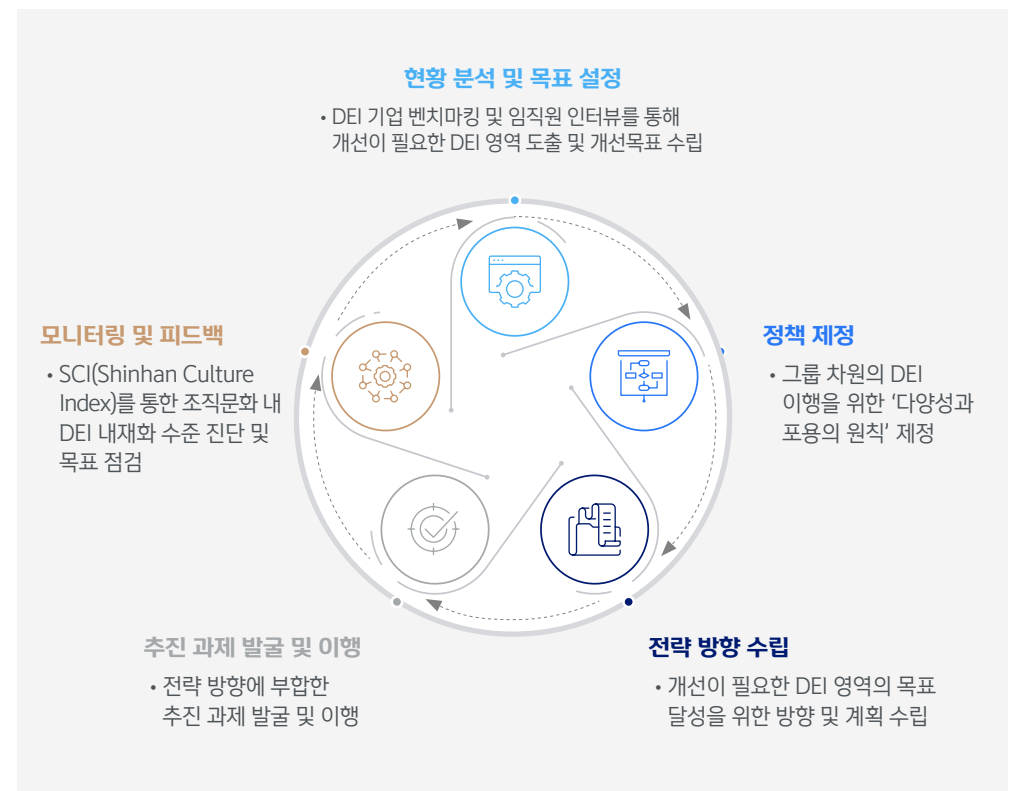 현황 분석 및 목표 설정
• DEI 기업 벤치마킹 및 임직원 인터뷰를 통해
개선이 필요한 DEI 영역 도출 및 개선목표 수립
정책 제정
• 그룹 차원의 DEI
이행을 위한 ‘다양성과
포용의 원칙’ 제정
전략 방향 수립
• 개선이 필요한 DEI 영역의 목표
달성을 위한 방향 및 계획 수립
추진 과제 발굴 및 이행
• 전략 방향에 부합한
추진 과제 발굴 및 이행
모니터링 및 피드백
• SCI(Shinhan Culture
Index)를 통한 조직문화 내
DEI 내재화 수준 진단 및
목표 점검